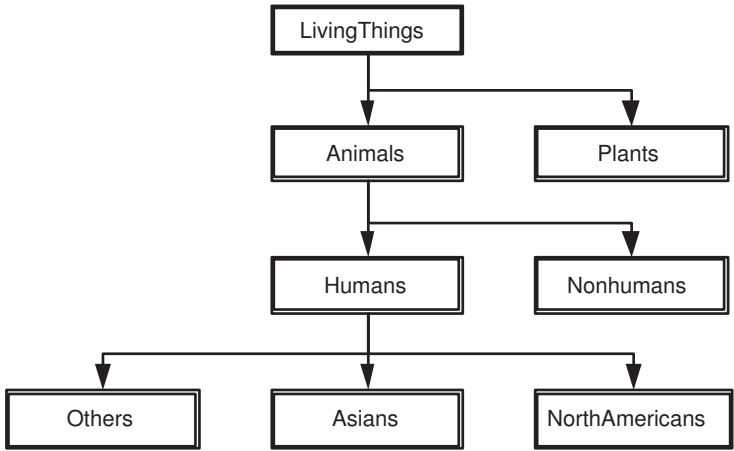 LivingThings
Animals
Plants
Humans
Nonhumans
Others
Asians
NorthAmericans